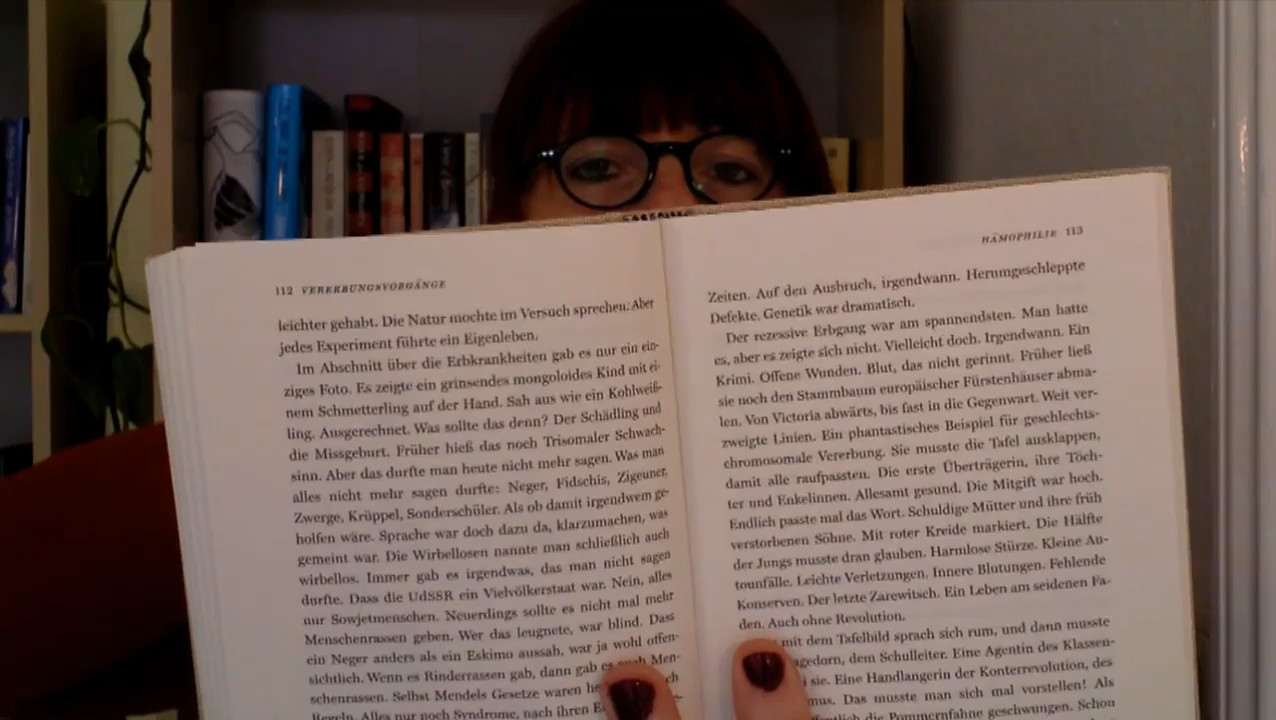 112 VERERBUNGSVORGÄNGE
leichter gehabt. Die Natur mochte im Versuch sprechen. Aber
jedes Experiment führte ein Eigenleben.
Im Abschnitt über die Erbkrankheiten gab es nur ein ein-
ziges Foto. Es zeigte ein grinsendes mongoloides Kind mit ei-
nem Schmetterling auf der Hand. Sah aus wie ein Kohlweiß-
ling. Ausgerechnet. Was sollte das denn? Der Schädling und
die Missgeburt. Früher hieß das noch Trisomaler Schwach-
sinn. Aber das durfte man heute nicht mehr sagen. Was man
alles nicht mehr sagen durfte: Neger, Fidschis, Zigeuner,
Zwerge, Krüppel, Sonderschüler. Als ob damit irgendwem ge-
holfen wäre. Sprache war doch dazu da, klarzumachen, was
gemeint war. Die Wirbellosen nannte man schließlich auch
wirbellos. Immer gab es irgendwas, das man nicht sagen
durfte. Dass die UdSSR ein Vielvölkerstaat war. Nein, alles
nur Sowjetmenschen. Neuerdings sollte es nicht mal mehr
Menschenrassen geben. Wer das leugnete, war blind. Dass
ein Neger anders als ein Eskimo aussah, war ja wohl offen-
sichtlich. Wenn es Rinderrassen gab, dann gab es auch Men-
schenrassen. Selbst Mendels Gesetze waren
Regeln. Alles nur noch Syndrome, nach ihren
HÄMOPHILIE 113
Zeiten. Auf den Ausbruch, irgendwann. Herumgeschleppte
Defekte. Genetik war dramatisch.
Der rezessive Erbgang war am spannendsten. Man hatte
es, aber es zeigte sich nicht. Vielleicht doch. Irgendwann. Ein
Krimi. Offene Wunden. Blut, das nicht gerinnt. Früher ließ
sie noch den Stammbaum europäischer Fürstenhäuser abma-
len. Von Victoria abwärts, bis fast in die Gegenwart. Weit ver-
zweigte Linien. Ein phantastisches Beispiel für geschlechts-
chromosomale Vererbung. Sie musste die Tafel ausklappen,
damit alle raufpassten. Die erste Überträgerin, ihre Töch-
ter und Enkelinnen. Allesamt gesund. Die Mitgift war hoch.
Endlich passte mal das Wort. Schuldige Mütter und ihre früh
verstorbenen Söhne. Mit roter Kreide markiert. Die Hälfte
der Jungs musste dran glauben. Harmlose Stürze. Kleine Au-
tounfälle. Leichte Verletzungen. Innere Blutungen. Fehlende
Konserven. Der letzte Zarewitsch. Ein Leben am seidenen Fa-
den. Auch ohne Revolution.
mit dem Tafelbild sprach sich rum, und dann musste
dem Schulleiter. Eine Agentin des Klassen-
sie. Eine Handlangerin der Konterrevolution, des
Das musste man sich mal vorstellen! Als
die Pommernfahne geschwungen. Schon